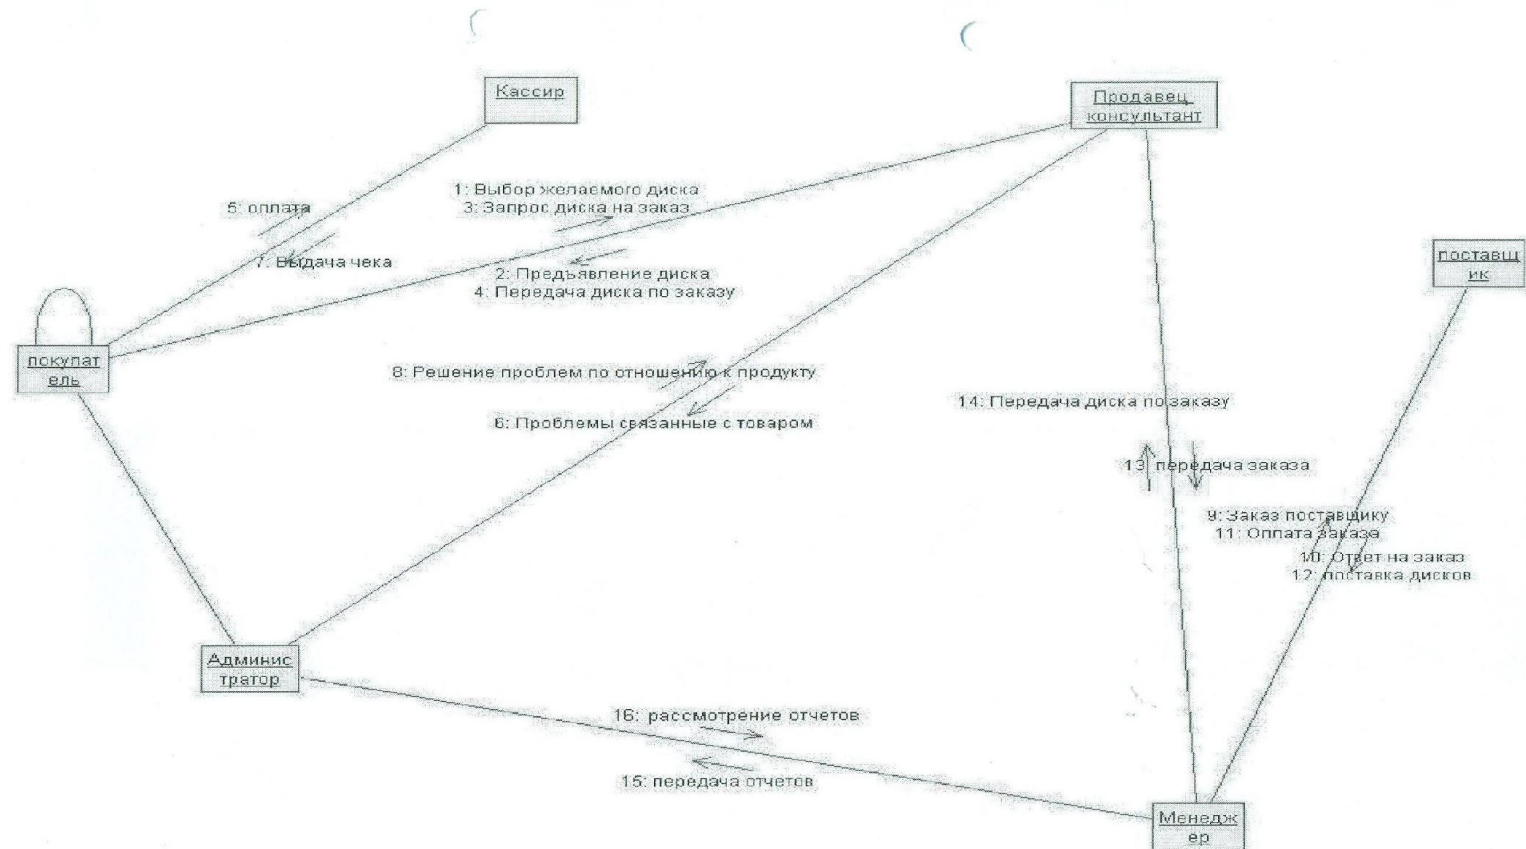 Кассир
Продавец
консультант
1: Выбор желаемого диска
3: Запрос диска на заказ
5: оплата
7: Выдача чека
2: Предъявление диска
4: Передача диска по заказу
поставщ
ик
покупат
ель
8: Решение проблем по отношению к продукту
6: Проблемы связанные с товаром
14: Передача диска по заказу
13: передача заказа
9: Заказ поставщику
11: Оплата заказа
10: Ответ на заказ
12: поставка дисков
Админис
тратор
16: рассмотрение отчетов
15: передача отчетов
Менедж
ер